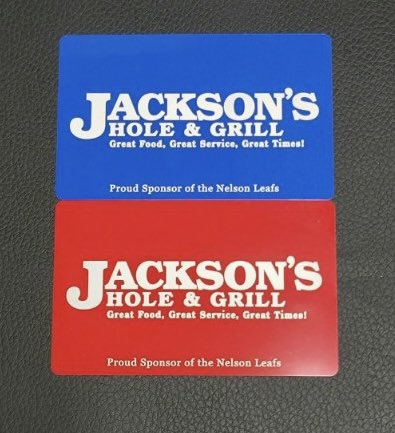 JACKSON'S
HOLE & GRILL
Great Food, Great Service, Great Times!
Proud Sponsor of the Nelson Leafs
JACKSON'S
HOLE & GRILL
Great Food, Great Service, Great Times!
Proud Sponsor of the Nelson Leafs